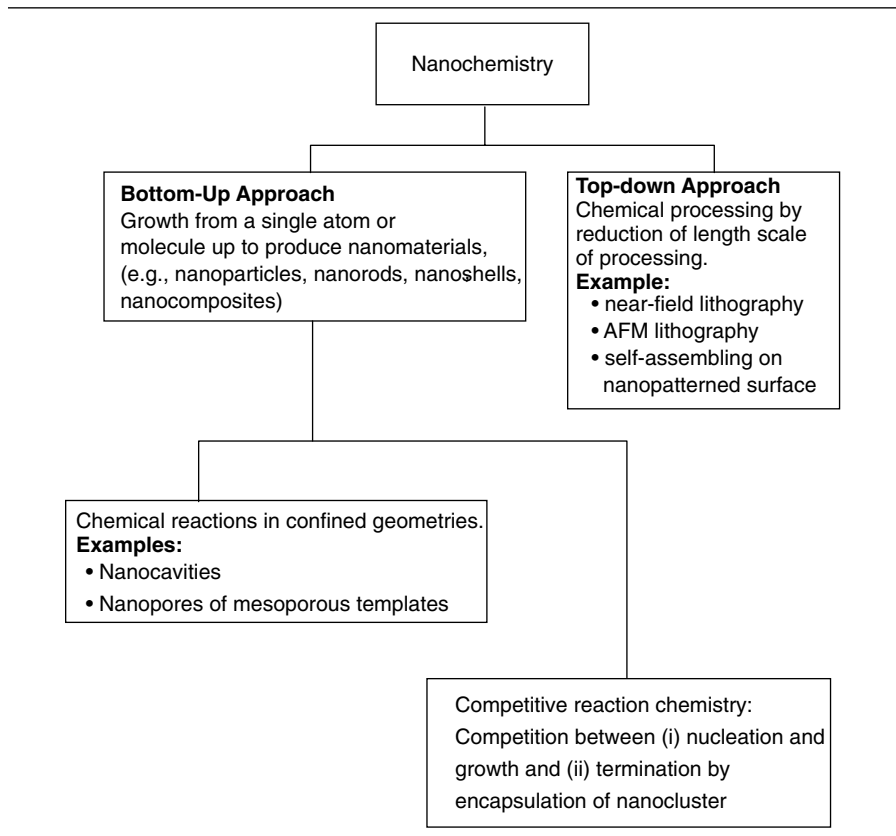 Nanochemistry
Bottom-Up Approach
Growth from a single atom or
molecule up to produce nanomaterials,
(e.g., nanoparticles, nanorods, nanoshells,
nanocomposites)
Top-down Approach
Chemical processing by
reduction of length scale
of processing.
Example:
• near-field lithography
• AFM lithography
• self-assembling on
nanopatterned surface
Chemical reactions in confined geometries.
Examples:
• Nanocavities
• Nanopores of mesoporous templates
Competitive reaction chemistry:
Competition between (i) nucleation and
growth and (ii) termination by
encapsulation of nanocluster